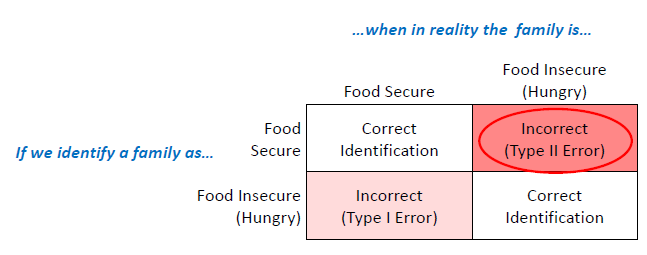 …when in reality the family is…
Food Insecure
(Hungry)
Food Secure
If we identify a family as…
Food
Secure
Correct
Identification
Incorrect
(Type II Error)
Food Insecure
(Hungry)
Incorrect
(Type I Error)
Correct
Identification